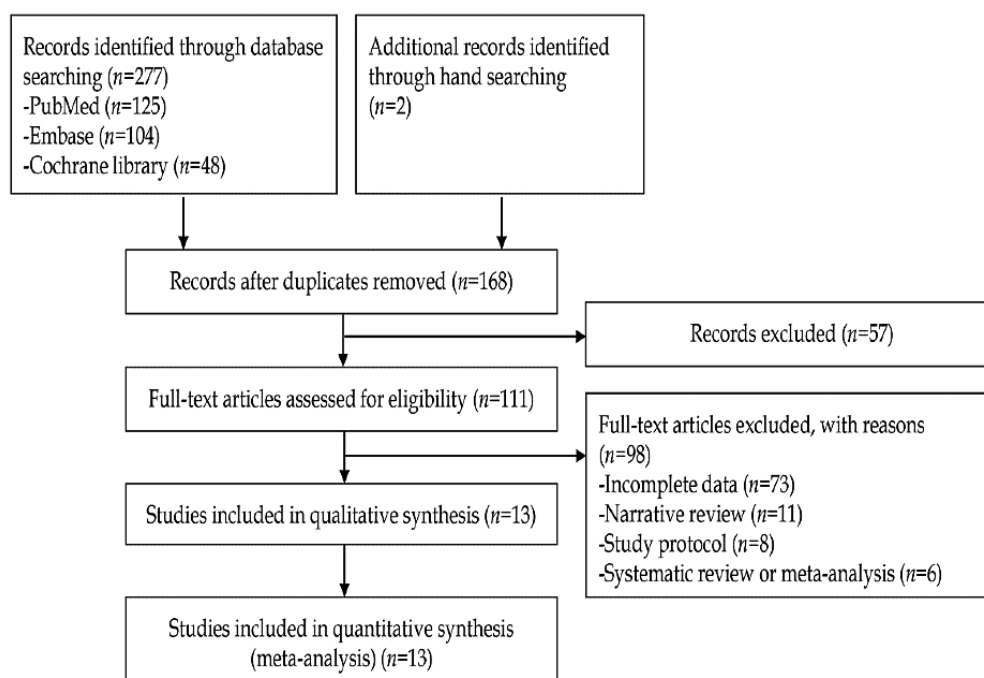 Records identified through database
searching (n=277)
-PubMed (n=125)
-Embase (n=104)
-Cochrane library (n=48)
Additional records identified
through hand searching
(n=2)
Records after duplicates removed (n=168)
Records excluded (n=57)
Full-text articles assessed for eligibility (n=111)
Full-text articles excluded, with reasons
(n=98)
-Incomplete data (n=73)
-Narrative review (n=11)
-Study protocol (n=8)
-Systematic review or meta-analysis (n=6)
Studies included in qualitative synthesis (n=13)
Studies included in quantitative synthesis
(meta-analysis) (n=13)